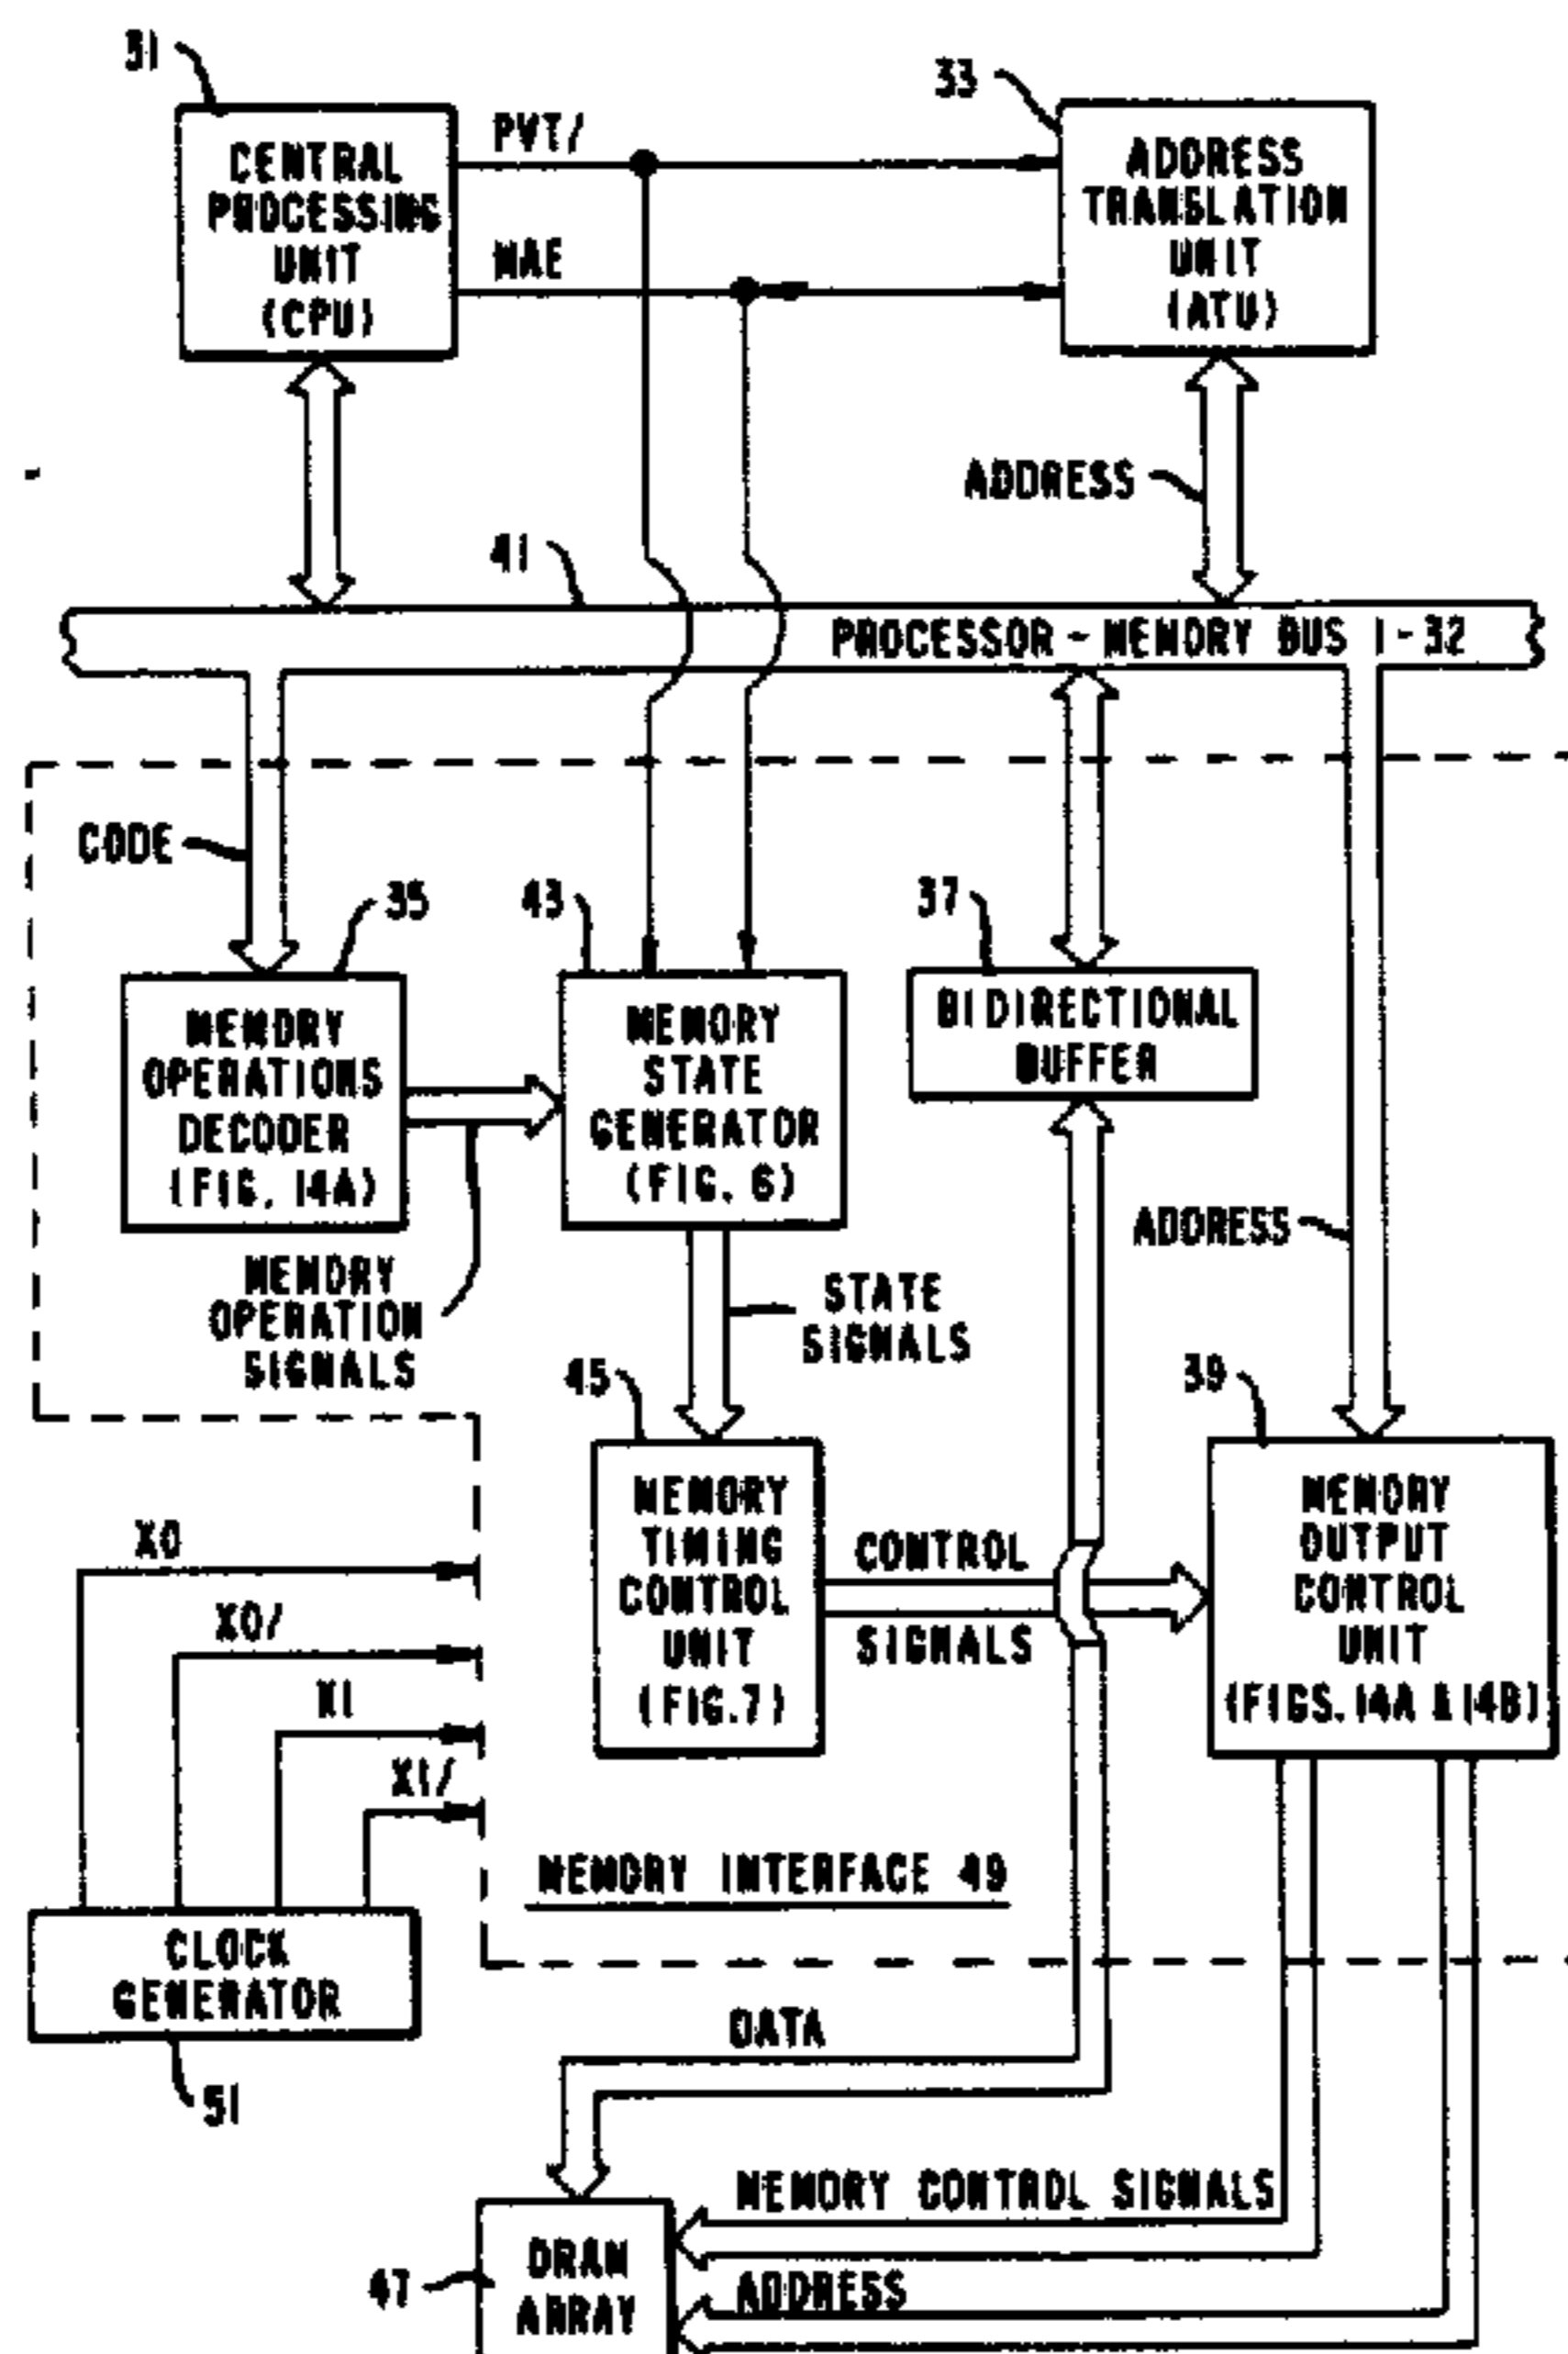 31
33
CENTRAL
PROCESSING
UNIT
(CPU)
PVT/
MAE
ADDRESS
TRANSLATION
UNIT
(ATU)
ADDRESS
41
PROCESSOR - MEMORY BUS 1-32
CODE
35
43
37
MEMORY
OPERATIONS
DECODER
(FIG. 14A)
MEMORY
STATE
GENERATOR
(FIG. 6)
BIDIRECTIONAL
BUFFER
ADDRESS
MEMORY
OPERATION
SIGNALS
STATE
SIGNALS
45
39
MEMORY
TIMING
CONTROL
UNIT
(FIG.7)
CONTROL
SIGNALS
MEMORY
OUTPUT
CONTROL
UNIT
(FIGS. 14A & 14B)
X0
X0/
X1
X1/
MEMORY INTERFACE 49
CLOCK
GENERATOR
51
DATA
MEMORY CONTROL SIGNALS
47
DRAM
ARRAY
ADDRESS